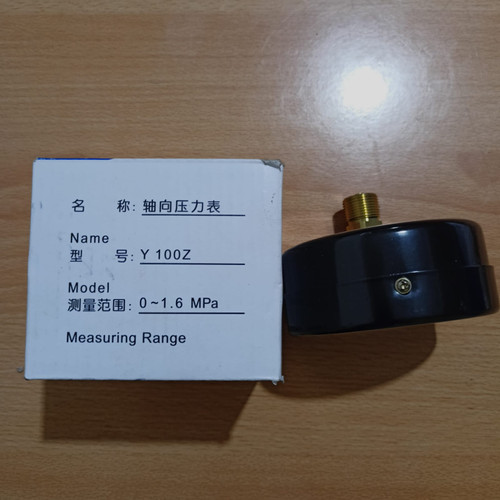 名 称: 轴向压力表
Name
型 号: Y 100Z
Model
测量范围: 0~1.6 MPa
Measuring Range